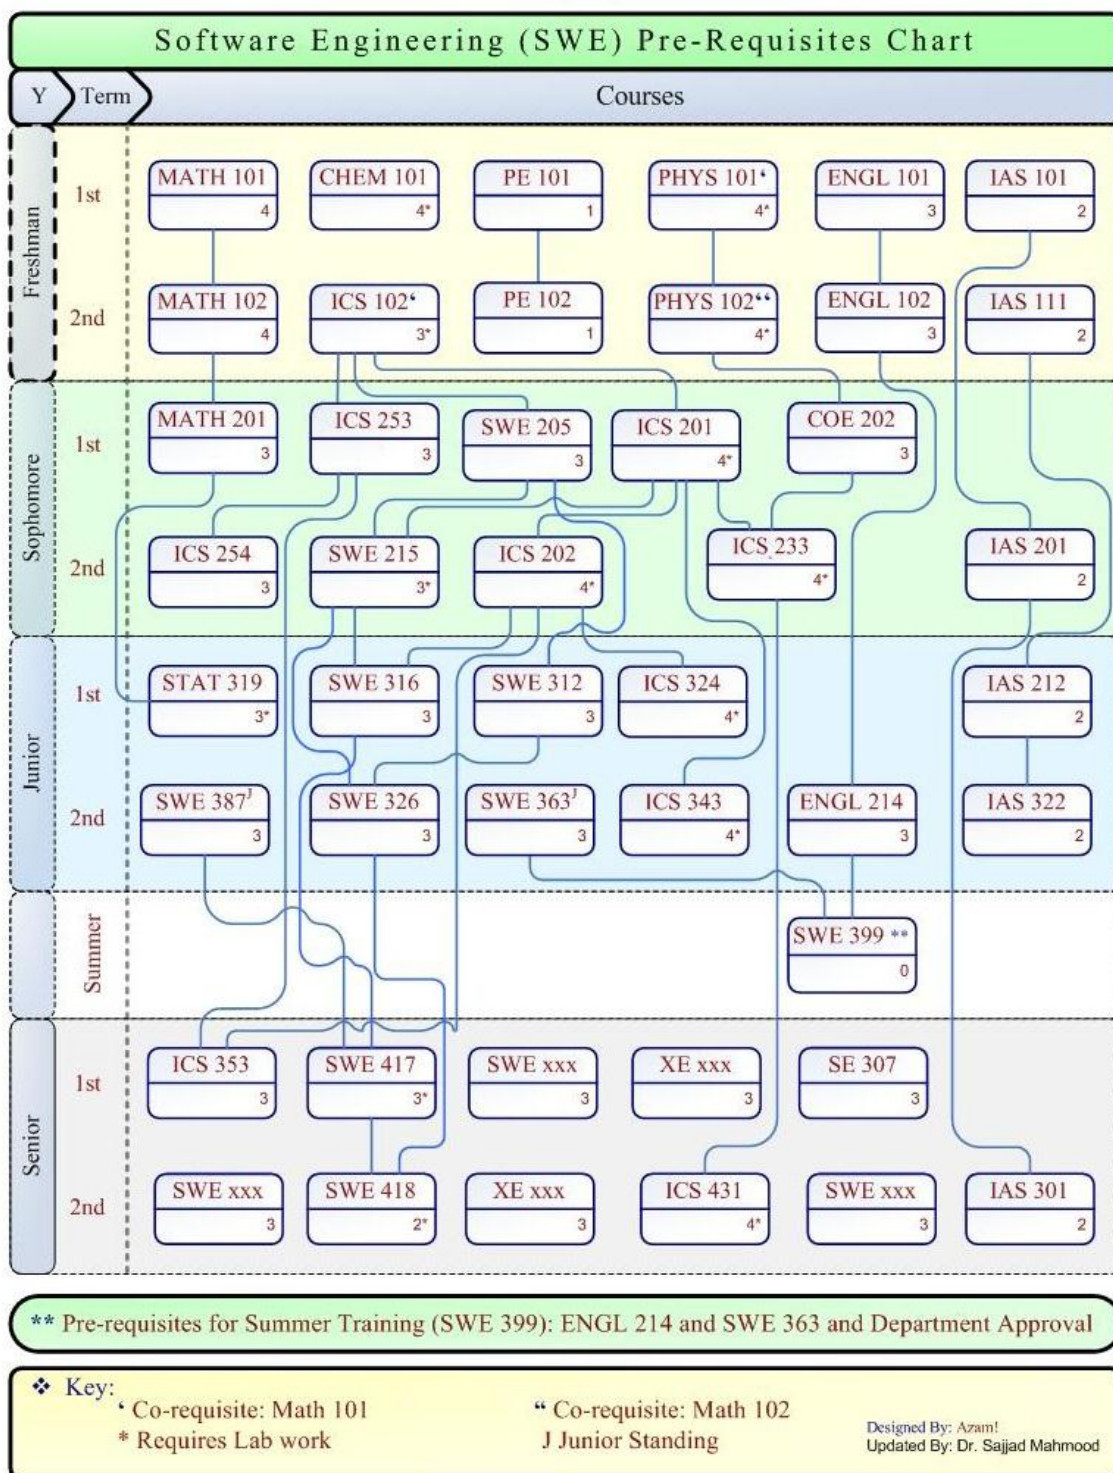 Software Engineering (SWE) Pre-Requisites Chart
Y Term Courses
Freshman
1st
MATH 101 CHEM 101 PE 101 PHYS 101‘ ENGL 101 IAS 101
4 4* 1 4* 3 2
2nd
MATH 102 ICS 102‘ PE 102 PHYS 102‘‘ ENGL 102 IAS 111
4 3* 1 4* 3 2
Sophomore
1st
MATH 201 ICS 253 SWE 205 ICS 201 COE 202
3 3 3 4* 3
2nd
ICS 254 SWE 215 ICS 202 ICS 233 IAS 201
3 3* 4* 4* 2
Junior
1st
STAT 319 SWE 316 SWE 312 ICS 324 IAS 212
3* 3 3 4* 2
2nd
SWE 387J SWE 326 SWE 363J ICS 343 ENGL 214 IAS 322
3 3 3 4* 3 2
Summer
SWE 399 **
0
Senior
1st
ICS 353 SWE 417 SWE xxx XE xxx SE 307
3 3* 3 3 3
2nd
SWE xxx SWE 418 XE xxx ICS 431 SWE xxx IAS 301
3 2* 3 4* 3 2
** Pre-requisites for Summer Training (SWE 399): ENGL 214 and SWE 363 and Department Approval
❖ Key:
‘ Co-requisite: Math 101 “ Co-requisite: Math 102
* Requires Lab work J Junior Standing
Designed By: Azam!
Updated By: Dr. Sajjad Mahmood